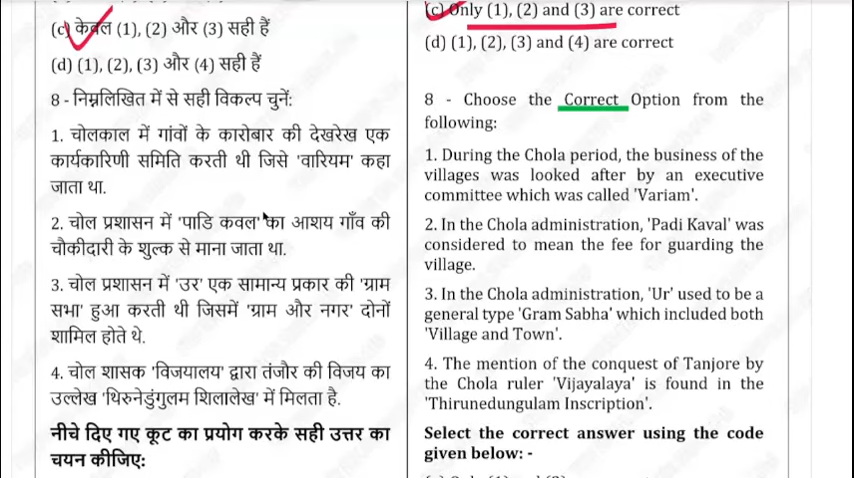 (c) केवल (1), (2) और (3) सही हैं
(d) (1), (2), (3) और (4) सही हैं
8 - निम्नलिखित में से सही विकल्प चुनें:
1. चोलकाल में गांवों के कारोबार की देखरेख एक
कार्यकारिणी समिति करती थी जिसे 'वारियम' कहा
जाता था.
2. चोल प्रशासन में 'पाडि कवल' का आशय गाँव की
चौकीदारी के शुल्क से माना जाता था.
3. चोल प्रशासन में 'उर' एक सामान्य प्रकार की 'ग्राम
सभा' हुआ करती थी जिसमें 'ग्राम और नगर' दोनों
शामिल होते थे.
4. चोल शासक 'विजयालय' द्वारा तंजौर की विजय का
उल्लेख 'थिरुनेडुंगुलम शिलालेख' में मिलता है.
नीचे दिए गए कूट का प्रयोग करके सही उत्तर का
चयन कीजिए:
(c) Only (1), (2) and (3) are correct
(d) (1), (2), (3) and (4) are correct
8 - Choose the Correct Option from the
following:
1. During the Chola period, the business of the
villages was looked after by an executive
committee which was called 'Variam'.
2. In the Chola administration, 'Padi Kaval' was
considered to mean the fee for guarding the
village.
3. In the Chola administration, 'Ur' used to be a
general type 'Gram Sabha' which included both
'Village and Town'.
4. The mention of the conquest of Tanjore by
the Chola ruler 'Vijayalaya' is found in the
'Thirunedungulam Inscription'.
Select the correct answer using the code
given below: -